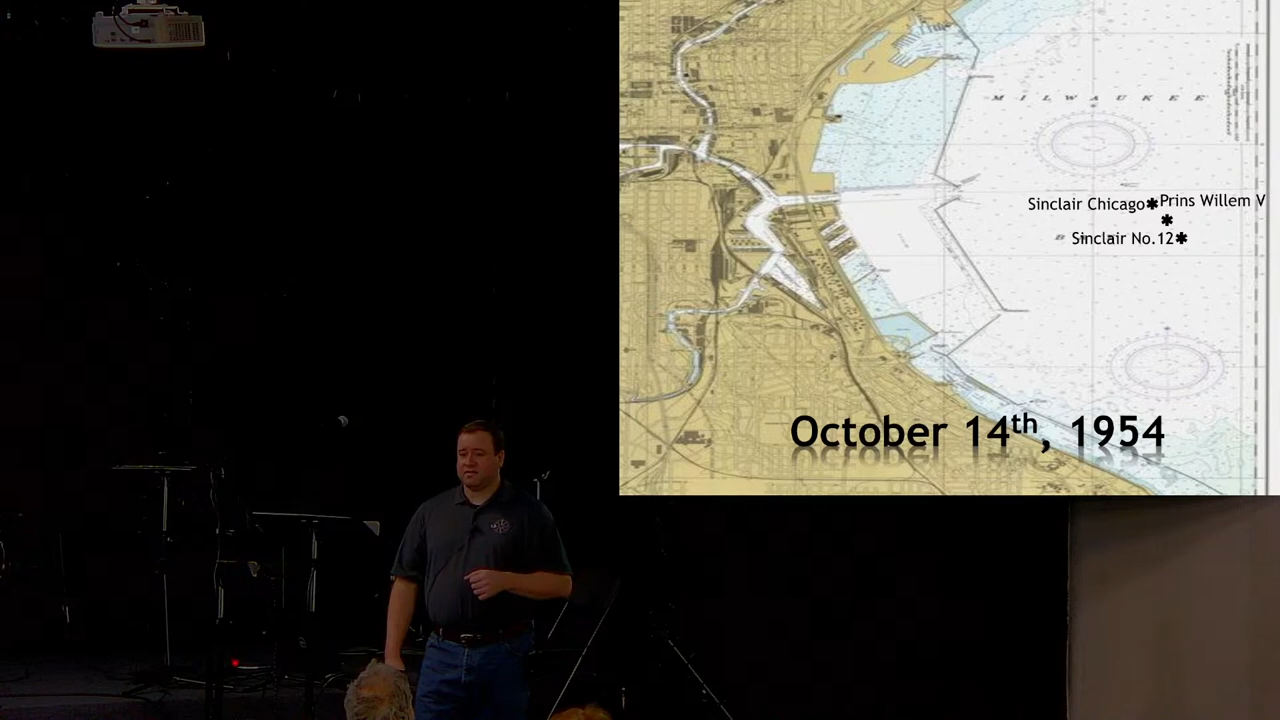 MILWAUKEE
Sinclair Chicago✱Prins Willem V
✱
Sinclair No.12✱
October 14th, 1954